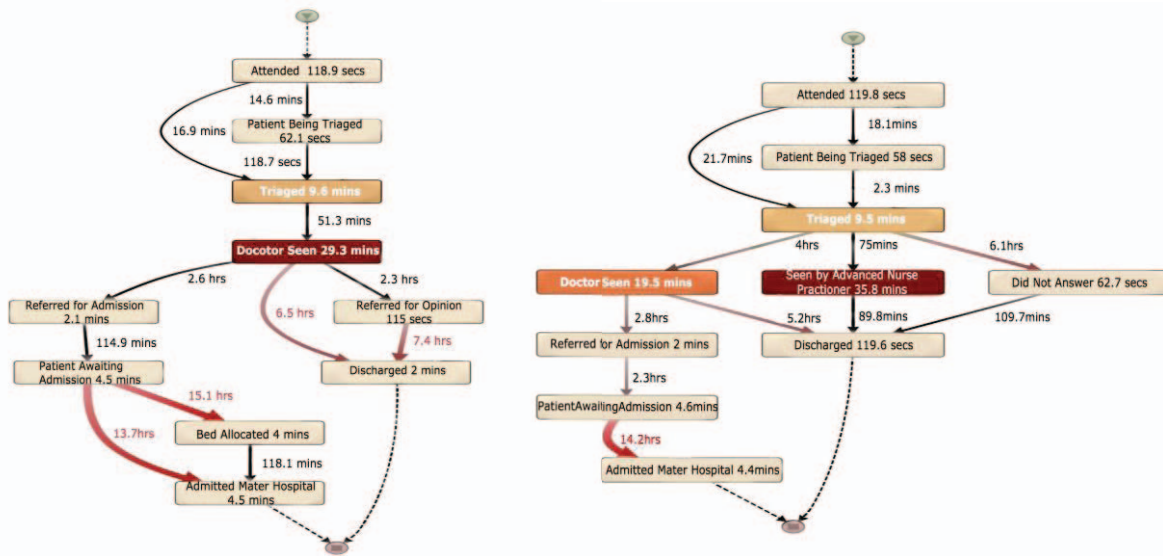 Attended 118.9 secs
14.6 mins
16.9 mins
Patient Being Triaged
62.1 secs
118.7 secs
Triaged 9.6 mins
51.3 mins
Docotor Seen 29.3 mins
2.6 hrs
2.3 hrs
6.5 hrs
Referred for Admission
2.1 mins
Referred for Opinion
115 secs
114.9 mins
7.4 hrs
Patient Awaiting
Admission 4.5 mins
Discharged 2 mins
15.1 hrs
13.7hrs
Bed Allocated 4 mins
118.1 mins
Admitted Mater Hospital
4.5 mins
Attended 119.8 secs
18.1mins
21.7mins
Patient Being Triaged 58 secs
2.3 mins
Triaged 9.5 mins
4hrs
75mins
6.1hrs
Doctor Seen 19.5 mins
Seen by Advanced Nurse
Practioner 35.8 mins
Did Not Answer 62.7 secs
2.8hrs
5.2hrs
89.8mins
109.7mins
Referred for Admission 2 mins
Discharged 119.6 secs
2.3hrs
PatientAwailingAdmission 4.6mins
14.2hrs
Admitted Mater Hospital 4.4mins